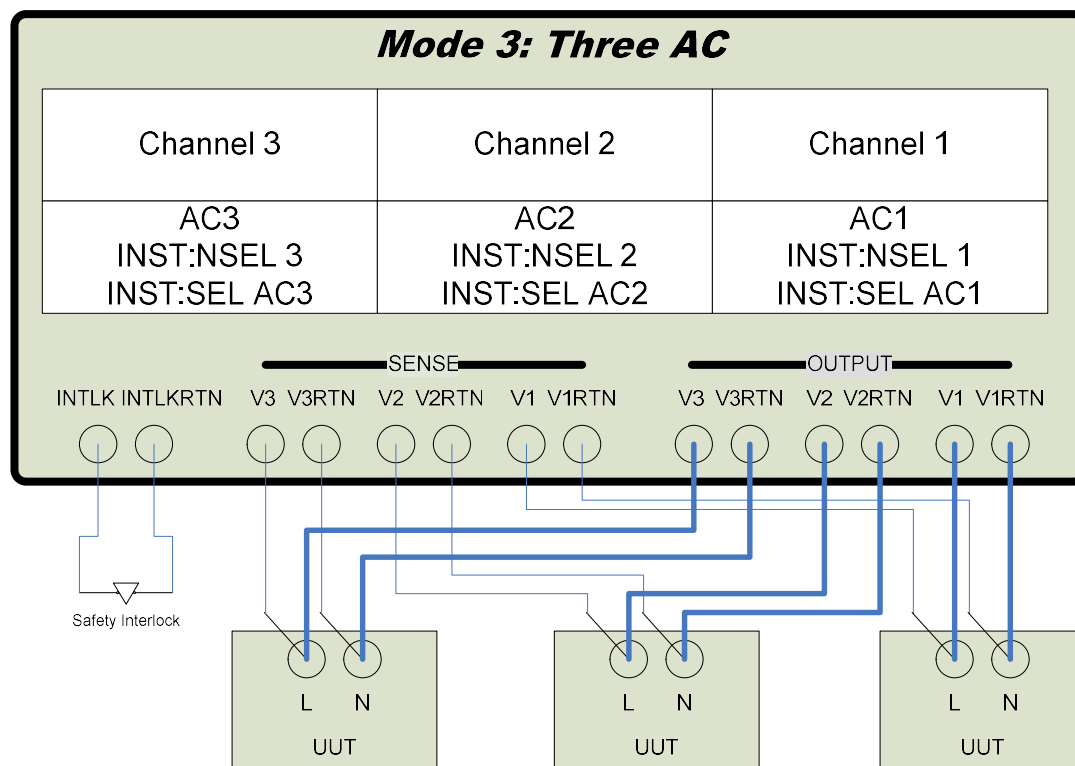 Mode 3: Three AC
Channel 3
Channel 2
Channel 1
AC3
INST:NSEL 3
INST:SEL AC3
AC2
INST:NSEL 2
INST:SEL AC2
AC1
INST:NSEL 1
INST:SEL AC1
SENSE
OUTPUT
INTLK INTLKRTN V3 V3RTN V2 V2RTN V1 V1RTN V3 V3RTN V2 V2RTN V1 V1RTN
Safety Interlock
L N
UUT
L N
UUT
L N
UUT